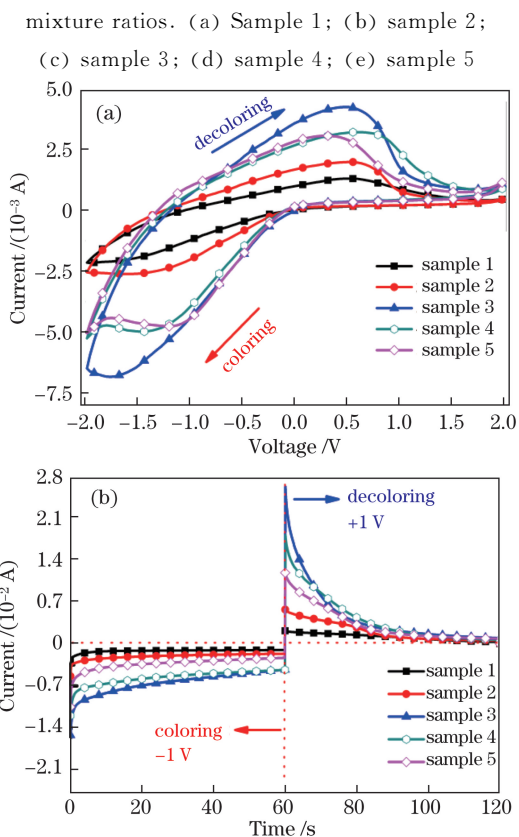 mixture ratios. (a) Sample 1; (b) sample 2;
(c) sample 3; (d) sample 4; (e) sample 5
(a)
decoloring
coloring
5.0
2.5
0
−2.5
−5.0
−7.5
Current /(10⁻³ A)
sample 1
sample 2
sample 3
sample 4
sample 5
−2.0 −1.5 −1.0 −0.5 0.0 0.5 1.0 1.5 2.0
Voltage /V
(b)
decoloring
+1 V
2.8
2.1
1.4
0.7
0
−0.7
−1.4
−2.1
Current /(10⁻² A)
coloring
−1 V
sample 1
sample 2
sample 3
sample 4
sample 5
0 20 40 60 80 100 120
Time /s